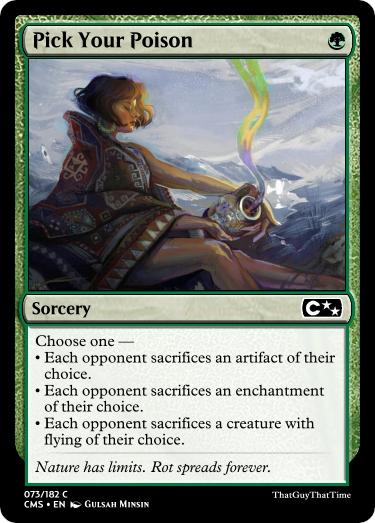 Pick Your Poison
Sorcery
C
Choose one —
• Each opponent sacrifices an artifact of their
choice.
• Each opponent sacrifices an enchantment
of their choice.
• Each opponent sacrifices a creature with
flying of their choice.
Nature has limits. Rot spreads forever.
073/182 C
ThatGuyThatTime
CMS • EN Gulsah Minsin